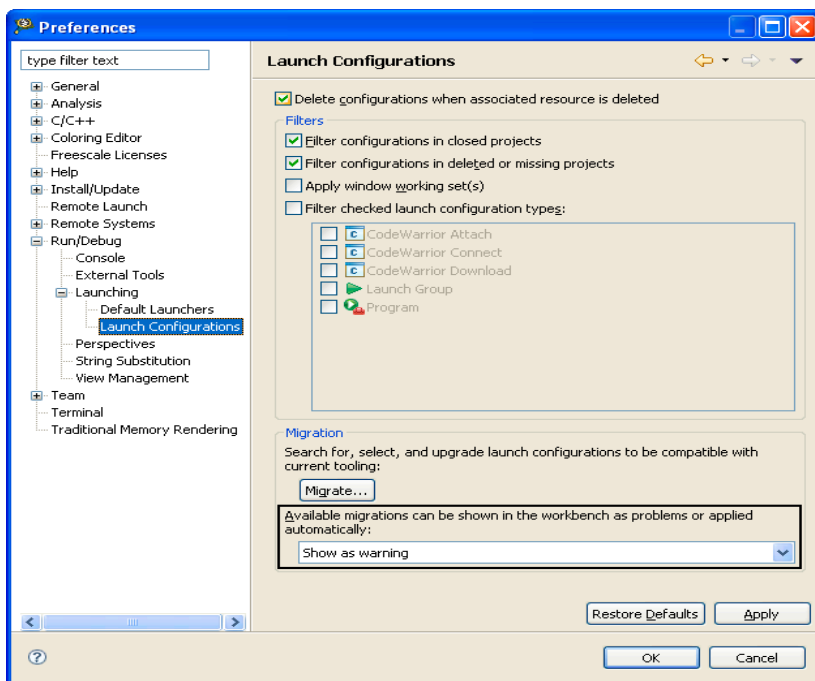 Preferences
type filter text
General
Analysis
C/C++
Coloring Editor
Freescale Licenses
Help
Install/Update
Remote Launch
Remote Systems
Run/Debug
Console
External Tools
Launching
Default Launchers
Launch Configurations
Perspectives
String Substitution
View Management
Team
Terminal
Traditional Memory Rendering
Launch Configurations
Delete configurations when associated resource is deleted
Filters
Filter configurations in closed projects
Filter configurations in deleted or missing projects
Apply window working set(s)
Filter checked launch configuration types:
CodeWarrior Attach
CodeWarrior Connect
CodeWarrior Download
Launch Group
Program
Migration
Search for, select, and upgrade launch configurations to be compatible with
current tooling:
Migrate...
Available migrations can be shown in the workbench as problems or applied
automatically:
Show as warning
Restore Defaults
Apply
OK
Cancel